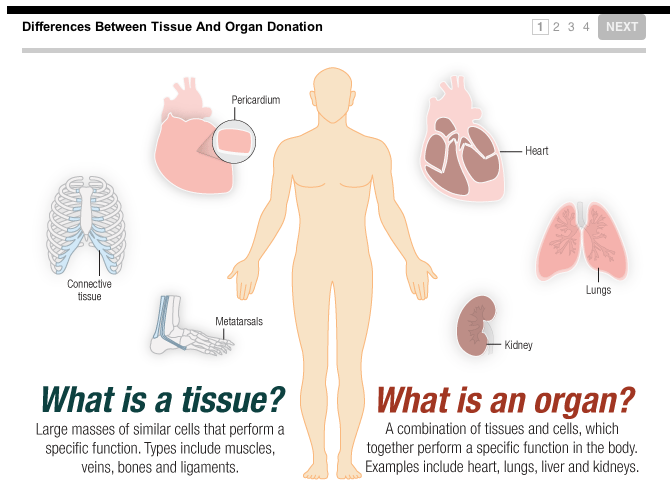 Differences Between Tissue And Organ Donation
1 2 3 4 NEXT
Pericardium
Heart
Connective
tissue
Lungs
Metatarsals
Kidney
What is a tissue?
Large masses of similar cells that perform a
specific function. Types include muscles,
veins, bones and ligaments.
What is an organ?
A combination of tissues and cells, which
together perform a specific function in the body.
Examples include heart, lungs, liver and kidneys.